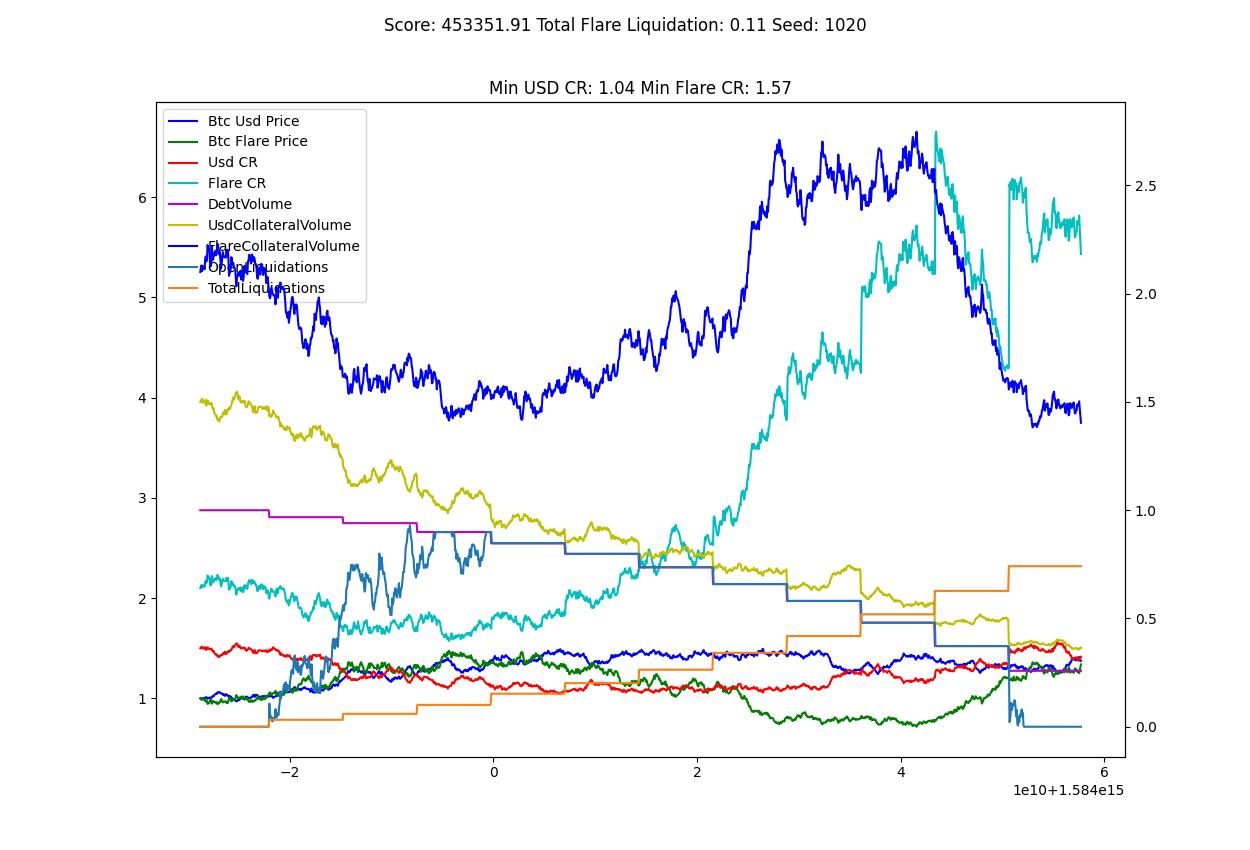 Score: 453351.91 Total Flare Liquidation: 0.11 Seed: 1020
Min USD CR: 1.04 Min Flare CR: 1.57
Btc Usd Price
Btc Flare Price
Usd CR
Flare CR
DebtVolume
UsdCollateralVolume
FlareCollateralVolume
OpenLiquidations
TotalLiquidations
6
5
4
3
2
1
2.5
2.0
1.5
1.0
0.5
0.0
−2 0 2 4 6
1e10+1.584e15